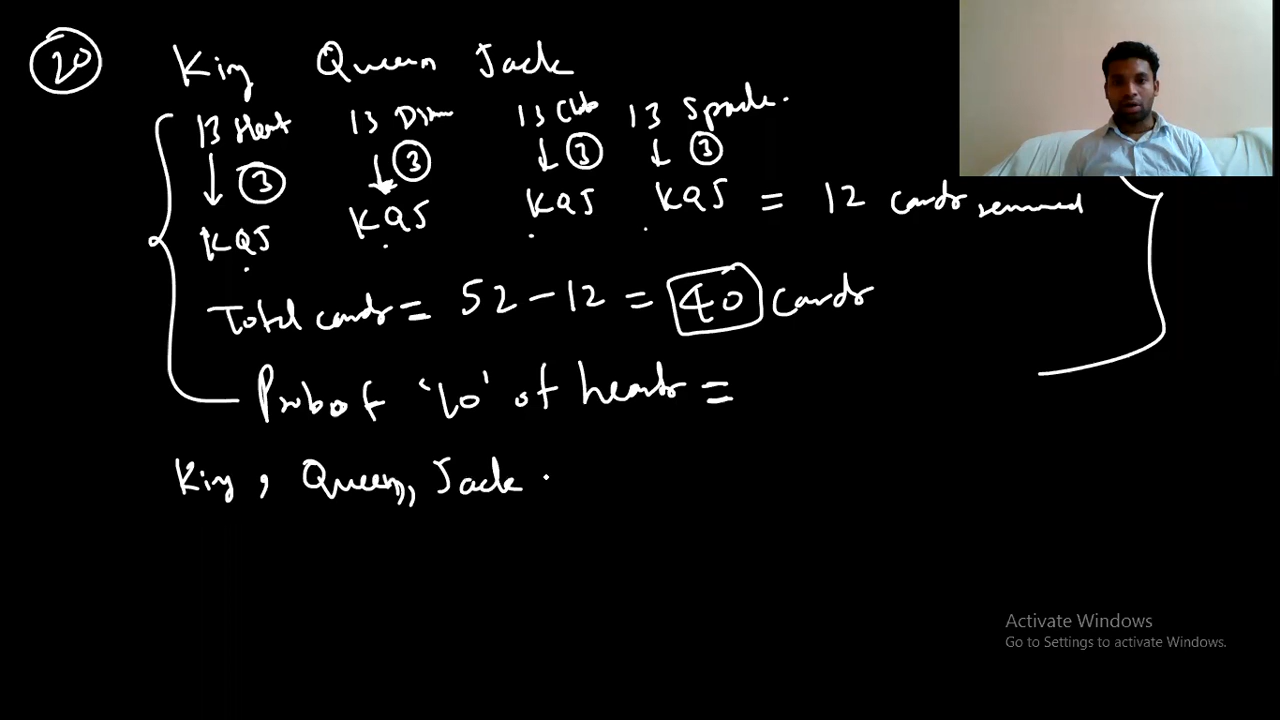 20 King Queen Jack
13 Heart 13 Diam 13 Club 13 Spade.
3 3 3 3
KQJ KQJ KQJ KQJ = 12 cards removed
Total cards = 52 - 12 = 40 cards
Prob of '10' of hearts =
King, Queen, Jack.
Activate Windows
Go to Settings to activate Windows.